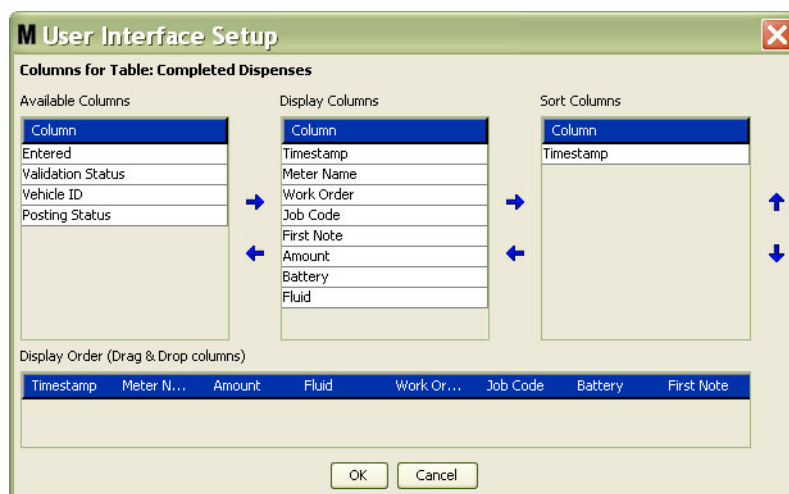 M User Interface Setup
Columns for Table: Completed Dispenses
Available Columns
Display Columns
Sort Columns
Column
Column
Column
Entered
Timestamp
Timestamp
Validation Status
Meter Name
Vehicle ID
Work Order
Posting Status
Job Code
First Note
Amount
Battery
Fluid
Display Order (Drag & Drop columns)
Timestamp Meter N... Amount Fluid Work Or... Job Code Battery First Note
OK Cancel